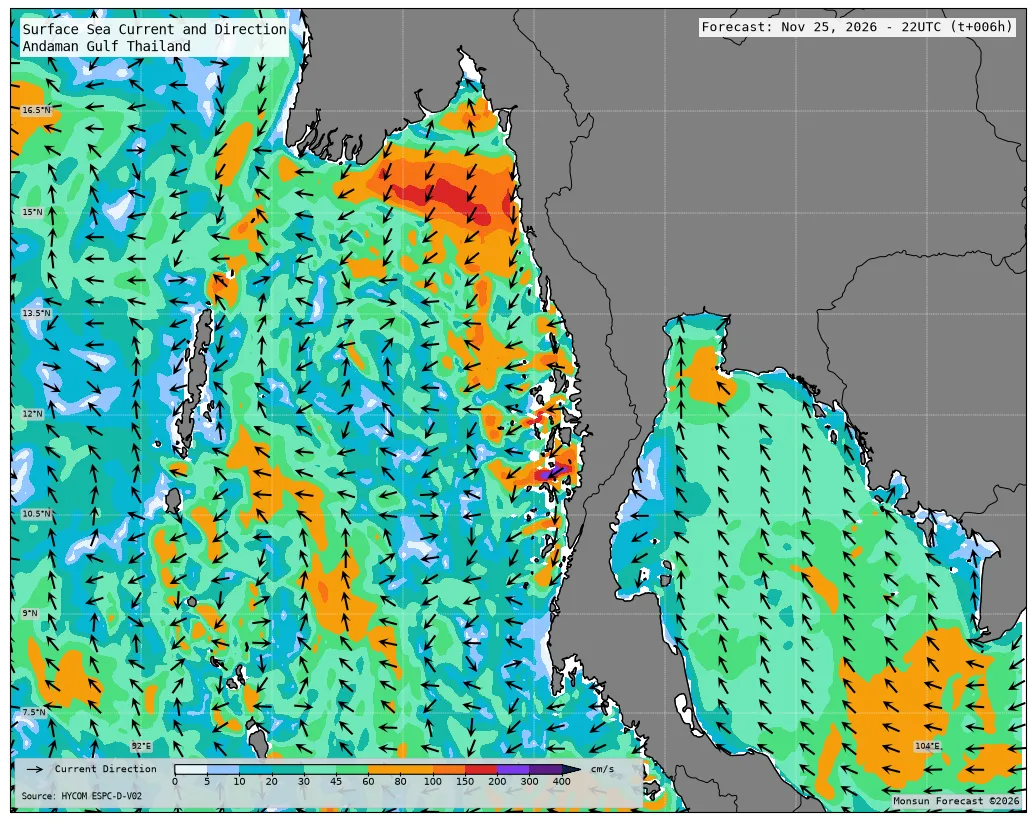 Surface Sea Current and Direction
Andaman Gulf Thailand
Forecast: Nov 25, 2026 - 22UTC (t+006h)
16.5°N
15°N
13.5°N
12°N
10.5°N
9°N
7.5°N
92°E
104°E
Current Direction
0 5 10 20 30 45 60 80 100 150 200 300 400 cm/s
Source: HYCOM ESPC-D-V02
Monsun Forecast ©2026